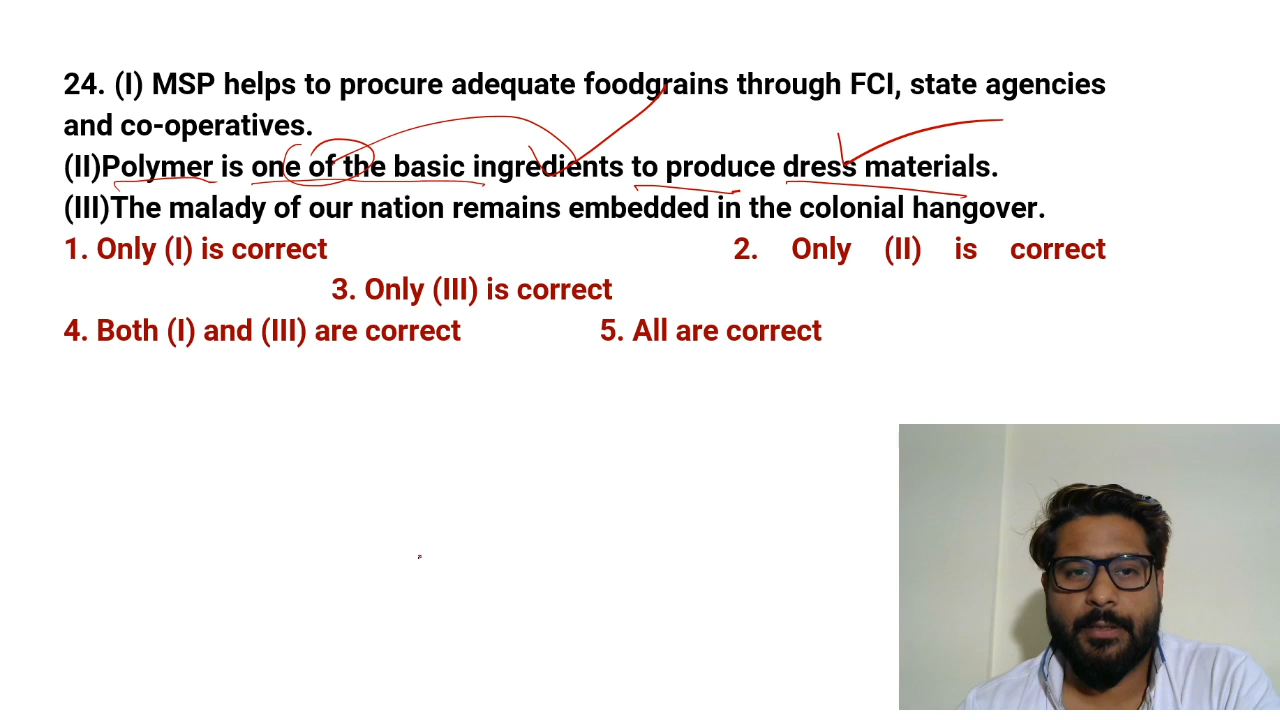 24. (I) MSP helps to procure adequate foodgrains through FCI, state agencies
and co-operatives.
(II)Polymer is one of the basic ingredients to produce dress materials.
(III)The malady of our nation remains embedded in the colonial hangover.
1. Only (I) is correct 2. Only (II) is correct
3. Only (III) is correct
4. Both (I) and (III) are correct 5. All are correct